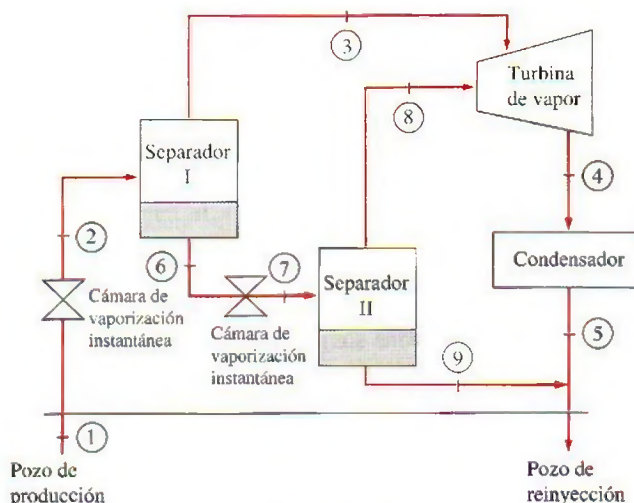 3
Turbina
de vapor
8
Separador
I
4
2
6
7
Separador
II
Condensador
Cámara de
vaporización
instantánea
Cámara de
vaporización
instantánea
9
5
1
Pozo de
producción
Pozo de
reinyección